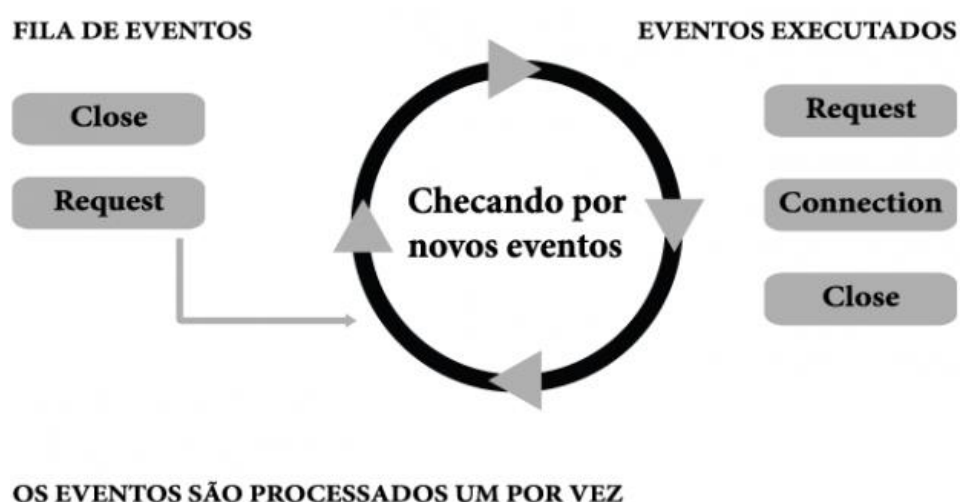 FILA DE EVENTOS
Close
Request
Checando por
novos eventos
EVENTOS EXECUTADOS
Request
Connection
Close
OS EVENTOS SÃO PROCESSADOS UM POR VEZ